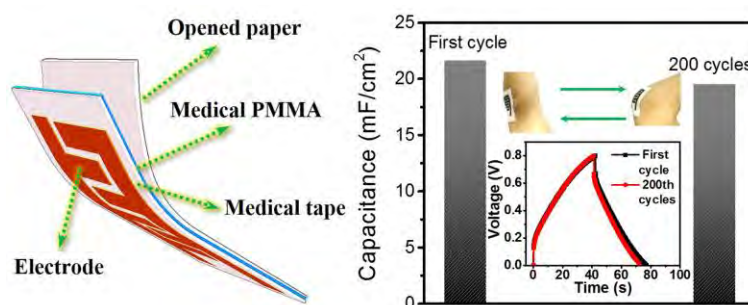 Opened paper
Medical PMMA
Medical tape
Electrode
Capacitance (mF/cm²)
25
20
15
10
5
0
First cycle
200 cycles
Voltage (V)
0.8
0.6
0.4
0.2
0.0
First
cycle
200th
cycles
0 20 40 60 80 100
Time (s)